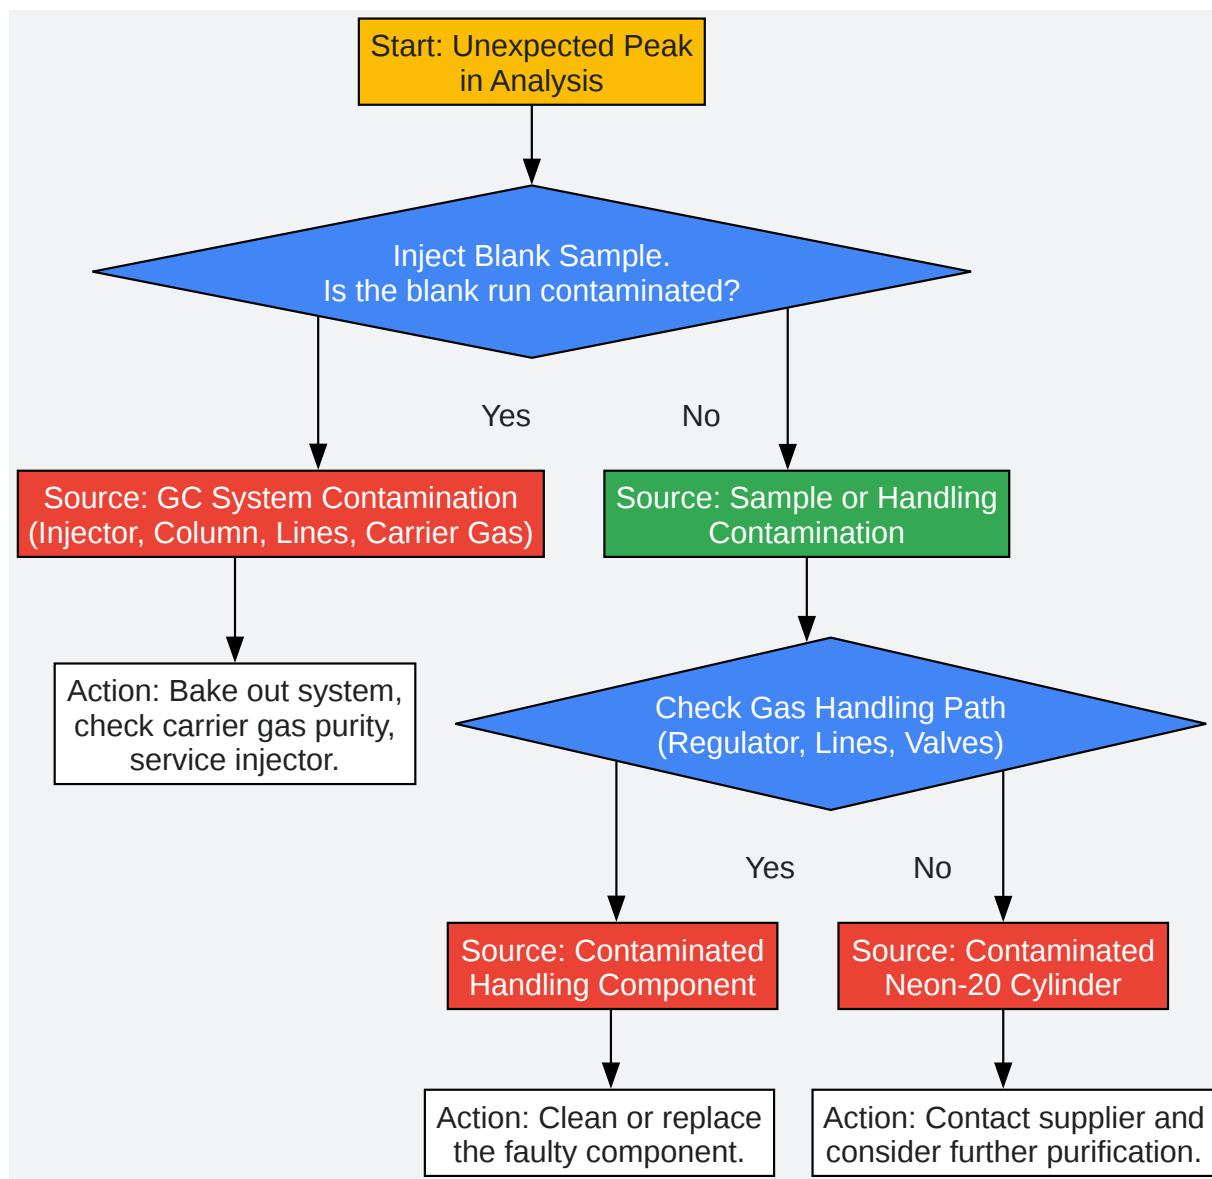 Start: Unexpected Peak
in Analysis
Inject Blank Sample.
Is the blank run contaminated?
Yes
No
Source: GC System Contamination
(Injector, Column, Lines, Carrier Gas)
Source: Sample or Handling
Contamination
Action: Bake out system,
check carrier gas purity,
service injector.
Check Gas Handling Path
(Regulator, Lines, Valves)
Yes
No
Source: Contaminated
Handling Component
Source: Contaminated
Neon-20 Cylinder
Action: Clean or replace
the faulty component.
Action: Contact supplier and
consider further purification.